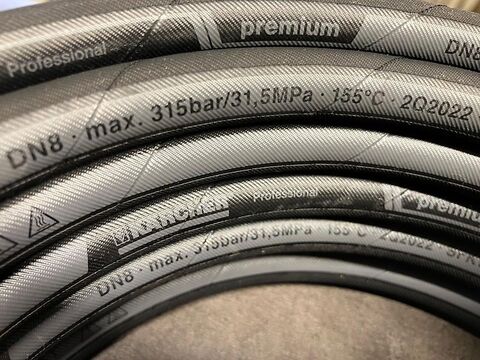 Professional premium DN8
DN8 · max. 315bar/31,5MPa · 155°C · 2Q2022
KÄRCHER Professional premium
DN8 · max. 315bar/31,5MPa · 155°C · 2Q2022